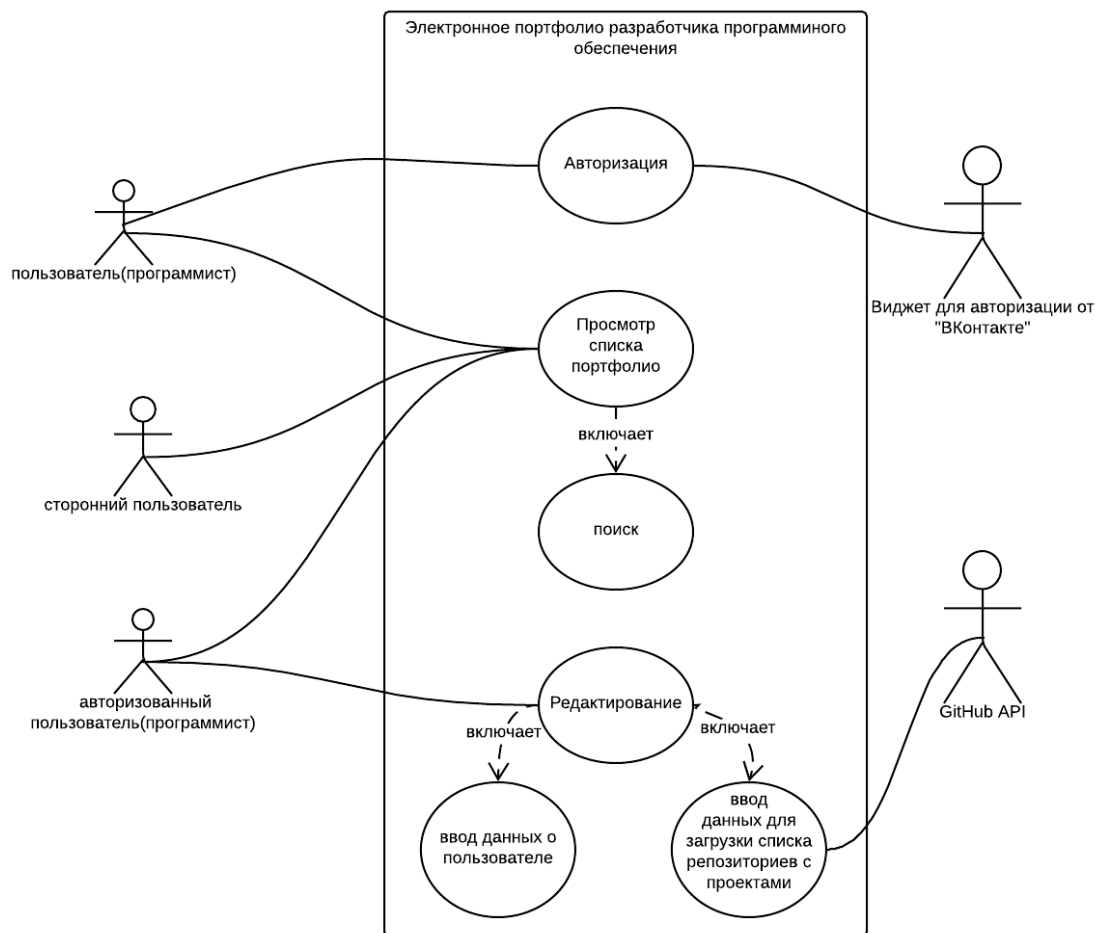 Электронное портфолио разработчика программиного
обеспечения
Авторизация
пользователь(программист)
Виджет для авторизации от
"ВКонтакте"
Просмотр
списка
портфолио
включает
сторонний пользователь
поиск
авторизованный
пользователь(программист)
Редактирование
GitHub API
включает
включает
ввод данных о
пользователе
ввод
данных для
загрузки списка
репозиториев с
проектами